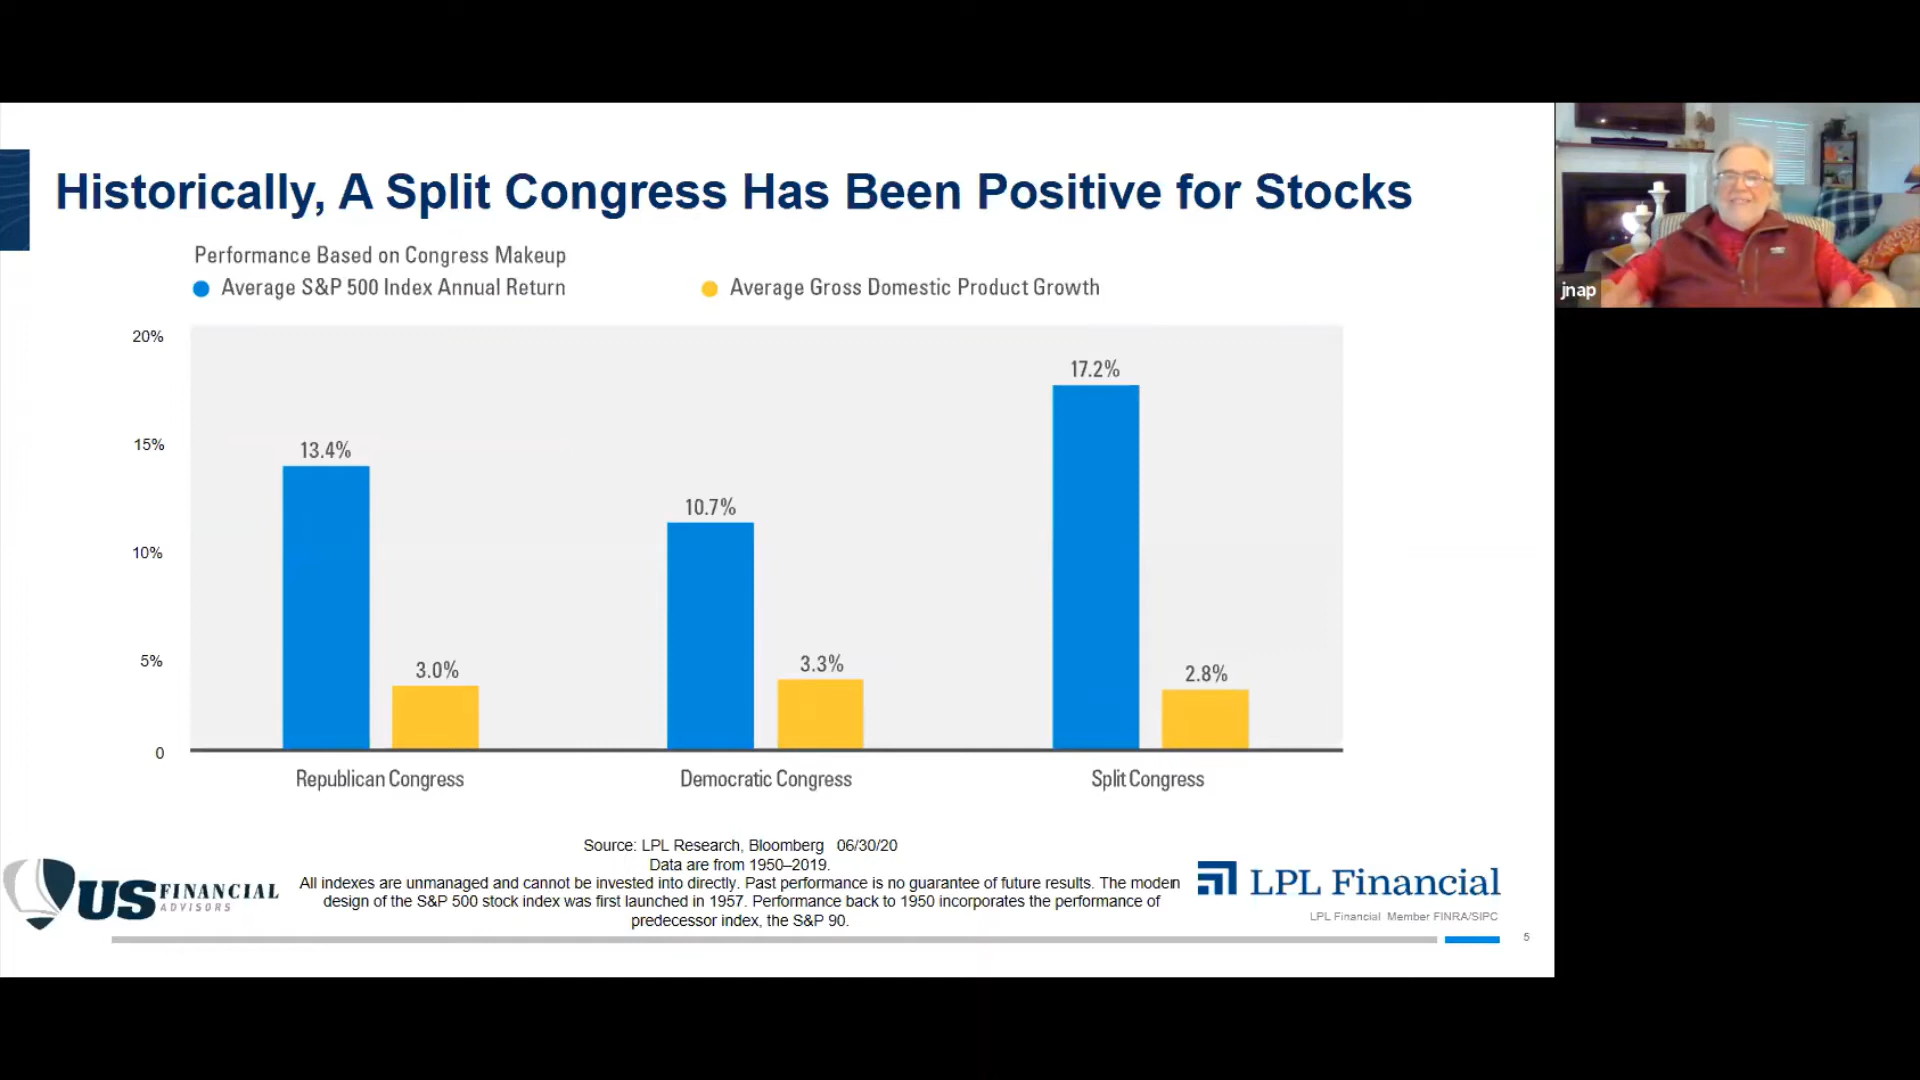 Historically, A Split Congress Has Been Positive for Stocks
Performance Based on Congress Makeup
Average S&P 500 Index Annual Return
Average Gross Domestic Product Growth
20%
15%
10%
5%
0
13.4%
3.0%
10.7%
3.3%
17.2%
2.8%
Republican Congress
Democratic Congress
Split Congress
Source: LPL Research, Bloomberg 06/30/20
Data are from 1950–2019.
All indexes are unmanaged and cannot be invested into directly. Past performance is no guarantee of future results. The modern
design of the S&P 500 stock index was first launched in 1957. Performance back to 1950 incorporates the performance of
predecessor index, the S&P 90.
US FINANCIAL
ADVISORS
LPL Financial
LPL Financial Member FINRA/SIPC
5
jnap